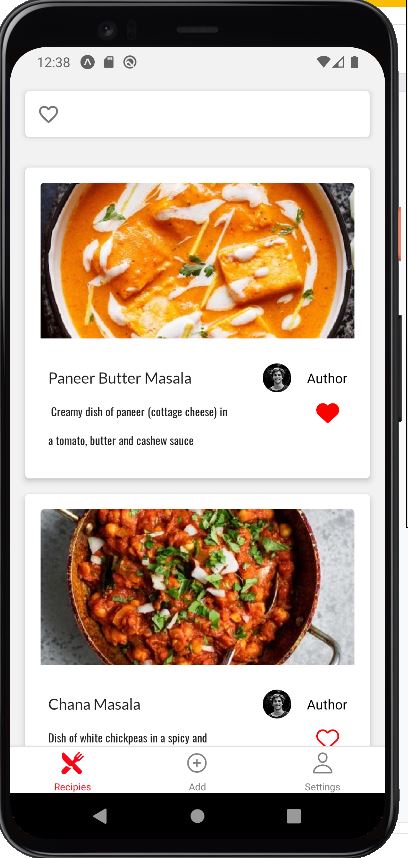 12:38
Paneer Butter Masala
Author
Creamy dish of paneer (cottage cheese) in
a tomato, butter and cashew sauce
Chana Masala
Author
Dish of white chickpeas in a spicy and
Recipies
Add
Settings